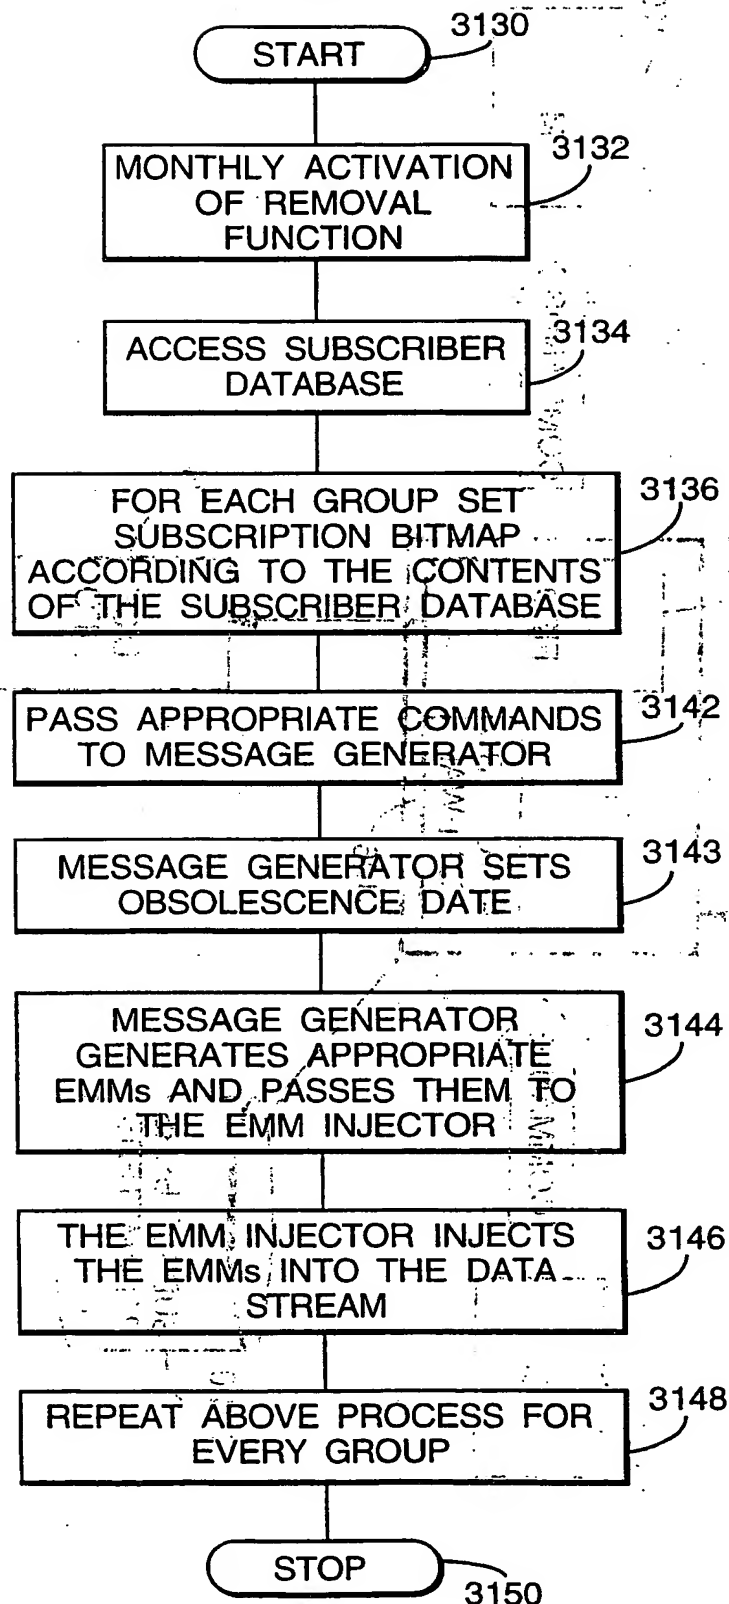 START
3130
MONTHLY ACTIVATION
OF REMOVAL
FUNCTION
3132
ACCESS SUBSCRIBER
DATABASE
3134
FOR EACH GROUP SET
SUBSCRIPTION BITMAP
ACCORDING TO THE CONTENTS
OF THE SUBSCRIBER DATABASE
3136
PASS APPROPRIATE COMMANDS
TO MESSAGE GENERATOR
3142
MESSAGE GENERATOR SETS
OBSOLESCENCE DATE
3143
MESSAGE GENERATOR
GENERATES APPROPRIATE
EMMs AND PASSES THEM TO
THE EMM INJECTOR
3144
THE EMM INJECTOR INJECTS
THE EMMs INTO THE DATA
STREAM
3146
REPEAT ABOVE PROCESS FOR
EVERY GROUP
3148
STOP
3150